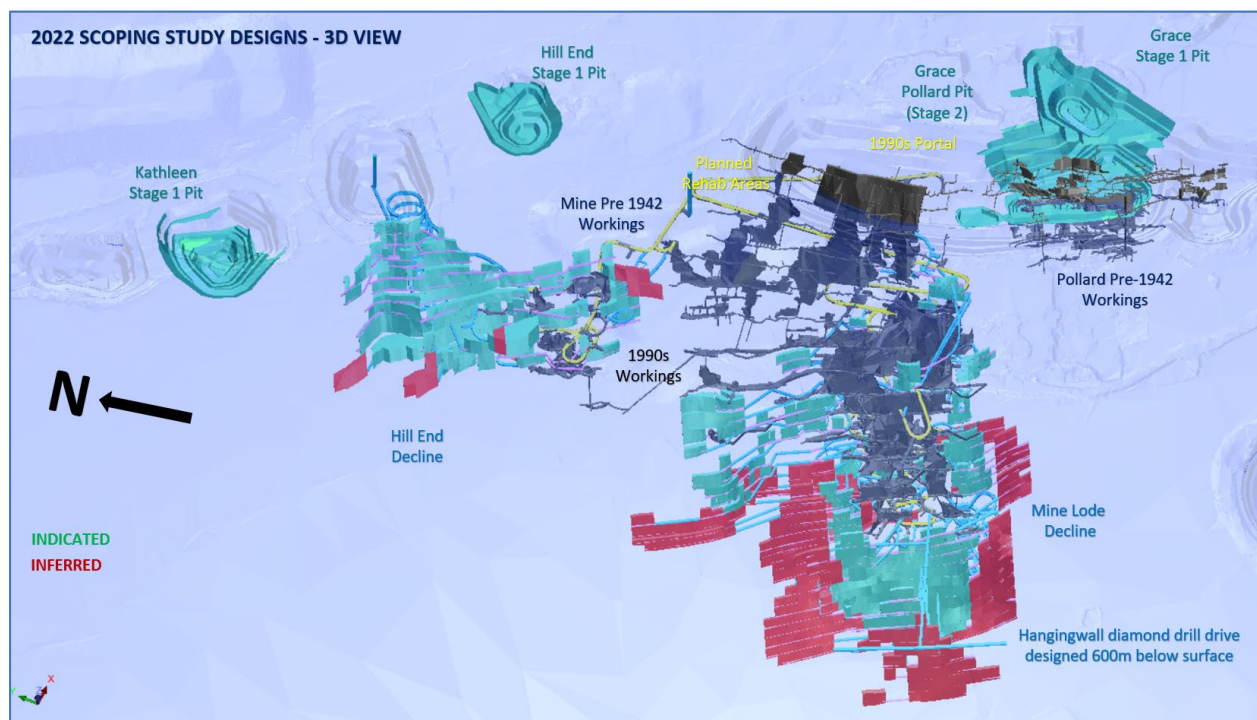 2022 SCOPING STUDY DESIGNS - 3D VIEW
Hill End
Stage 1 Pit
Grace
Stage 1 Pit
Grace
Pollard Pit
(Stage 2)
1990s Portal
Planned
Rehab Areas
Kathleen
Stage 1 Pit
Mine Pre 1942
Workings
Pollard Pre-1942
Workings
1990s
Workings
N
Hill End
Decline
Mine Lode
Decline
INDICATED
INFERRED
Hangingwall diamond drill drive
designed 600m below surface
X
Y
Z